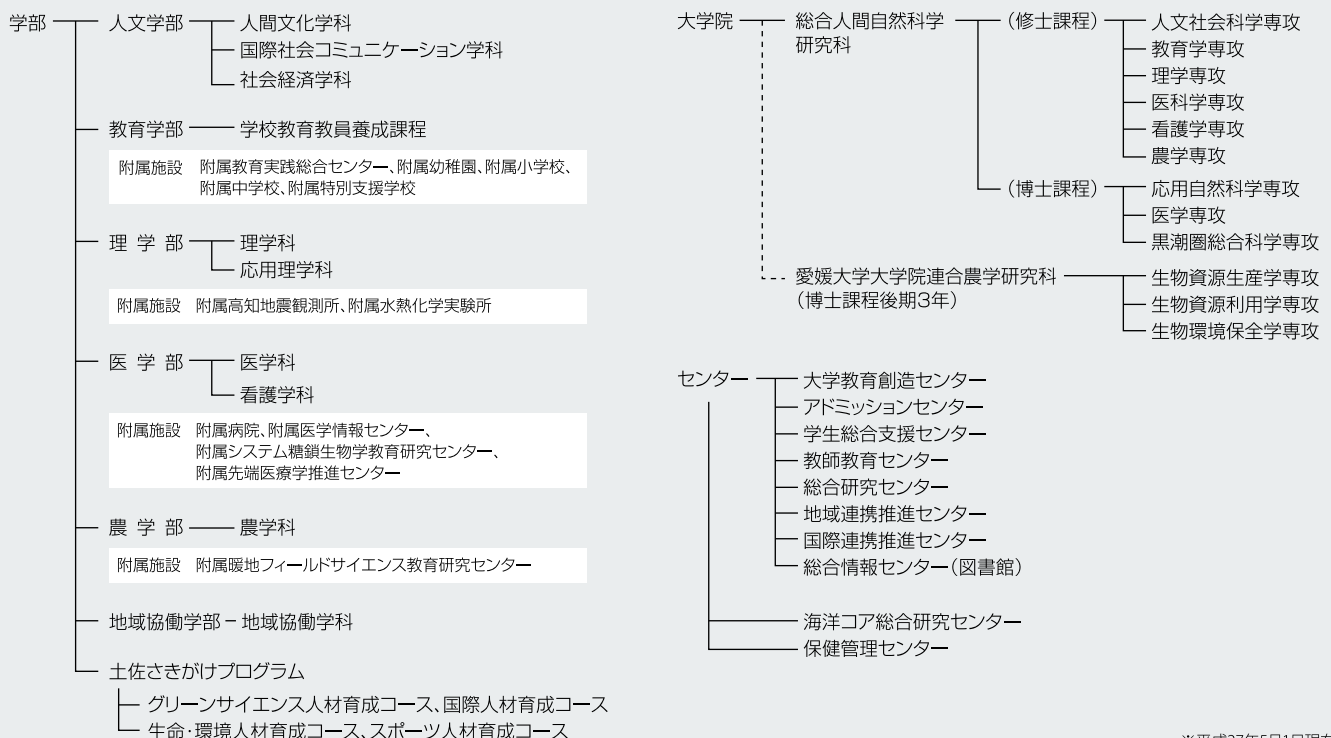 学部
人文学部
人間文化学科
国際社会コミュニケーション学科
社会経済学科
教育学部
学校教育教員養成課程
附属施設 附属教育実践総合センター、附属幼稚園、附属小学校、
附属中学校、附属特別支援学校
理 学 部
理学科
応用理学科
附属施設 附属高知地震観測所、附属水熱化学実験所
医 学 部
医学科
看護学科
附属施設 附属病院、附属医学情報センター、
附属システム糖鎖生物学教育研究センター、
附属先端医療学推進センター
農 学 部
農学科
附属施設 附属暖地フィールドサイエンス教育研究センター
地域協働学部
地域協働学科
土佐さきがけプログラム
グリーンサイエンス人材育成コース、国際人材育成コース
生命・環境人材育成コース、スポーツ人材育成コース
大学院
総合人間自然科学
研究科
(修士課程)
人文社会科学専攻
教育学専攻
理学専攻
医科学専攻
看護学専攻
農学専攻
(博士課程)
応用自然科学専攻
医学専攻
黒潮圏総合科学専攻
愛媛大学大学院連合農学研究科
(博士課程後期3年)
生物資源生産学専攻
生物資源利用学専攻
生物環境保全学専攻
センター
大学教育創造センター
アドミッションセンター
学生総合支援センター
教師教育センター
総合研究センター
地域連携推進センター
国際連携推進センター
総合情報センター(図書館)
海洋コア総合研究センター
保健管理センター
※平成27年5月1日現在